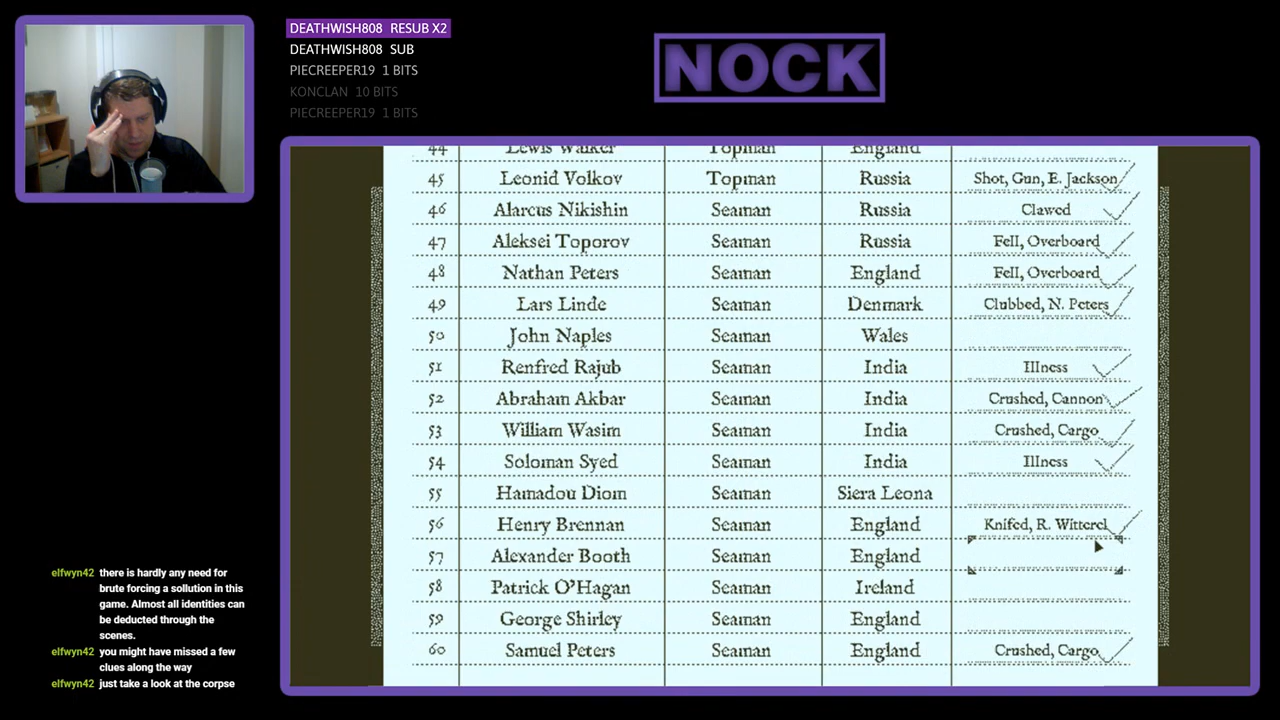 DEATHWISH808 RESUB X2
DEATHWISH808 SUB
PIECREEPER19 1 BITS
KONCLAN 10 BITS
PIECREEPER19 1 BITS
NOCK
44 Lewis Walker Topman England
45 Leonid Volkov Topman Russia Shot, Gun, E. Jackson
46 Alarcus Nikishin Seaman Russia Clawed
47 Aleksei Toporov Seaman Russia Fell, Overboard
48 Nathan Peters Seaman England Fell, Overboard
49 Lars Linde Seaman Denmark Clubbed, N. Peters
50 John Naples Seaman Wales
51 Renfred Rajub Seaman India Illness
52 Abraham Akbar Seaman India Crushed, Cannon
53 William Wasim Seaman India Crushed, Cargo
54 Soloman Syed Seaman India Illness
55 Hamadou Diom Seaman Siera Leona
56 Henry Brennan Seaman England Knifed, R. Witterel
57 Alexander Booth Seaman England
58 Patrick O'Hagan Seaman Ireland
59 George Shirley Seaman England
60 Samuel Peters Seaman England Crushed, Cargo
elfwyn42 there is hardly any need for
brute forcing a sollution in this
game. Almost all identities can
be deducted through the
scenes.
elfwyn42 you might have missed a few
clues along the way
elfwyn42 just take a look at the corpse